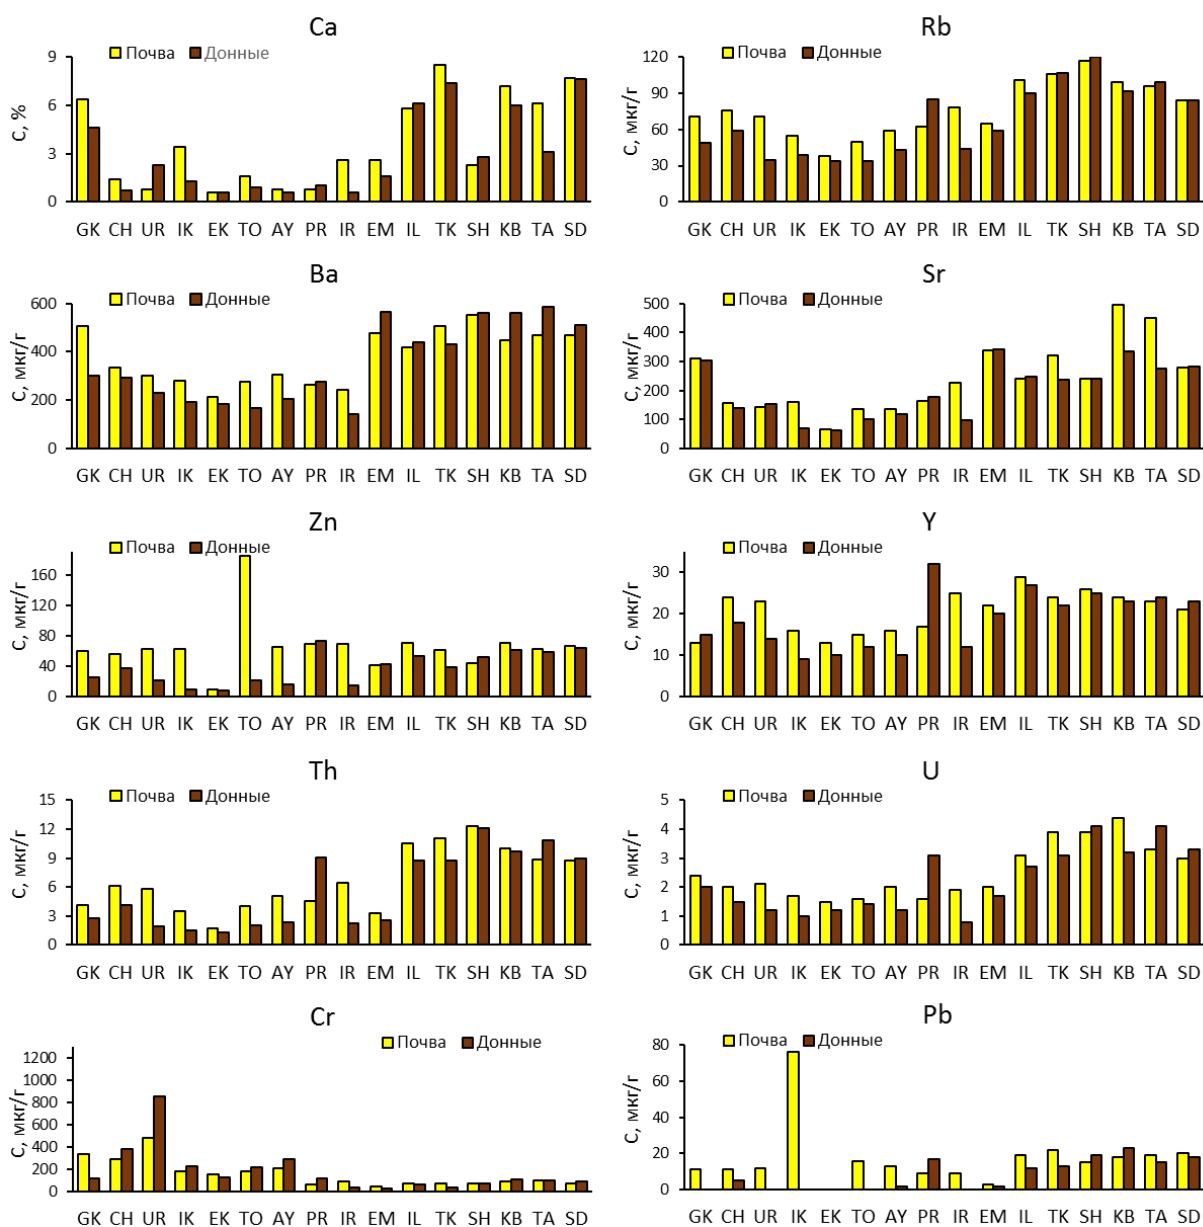 Ca
Почва Донные
C, %
9
6
3
0
GK CH UR IK EK TO AY PR IR EM IL TK SH KB TA SD
Rb
Почва Донные
C, мкг/г
120
90
60
30
0
GK CH UR IK EK TO AY PR IR EM IL TK SH KB TA SD
Ba
Почва Донные
C, мкг/г
600
400
200
0
GK CH UR IK EK TO AY PR IR EM IL TK SH KB TA SD
Sr
Почва Донные
C, мкг/г
500
400
300
200
100
0
GK CH UR IK EK TO AY PR IR EM IL TK SH KB TA SD
Zn
Почва Донные
C, мкг/г
160
120
80
40
0
GK CH UR IK EK TO AY PR IR EM IL TK SH KB TA SD
Y
Почва Донные
C, мкг/г
30
20
10
0
GK CH UR IK EK TO AY PR IR EM IL TK SH KB TA SD
Th
Почва Донные
C, мкг/г
15
12
9
6
3
0
GK CH UR IK EK TO AY PR IR EM IL TK SH KB TA SD
U
Почва Донные
C, мкг/г
5
4
3
2
1
0
GK CH UR IK EK TO AY PR IR EM IL TK SH KB TA SD
Cr
Почва Донные
C, мкг/г
1200
1000
800
600
400
200
0
GK CH UR IK EK TO AY PR IR EM IL TK SH KB TA SD
Pb
Почва Донные
C, мкг/г
80
60
40
20
0
GK CH UR IK EK TO AY PR IR EM IL TK SH KB TA SD